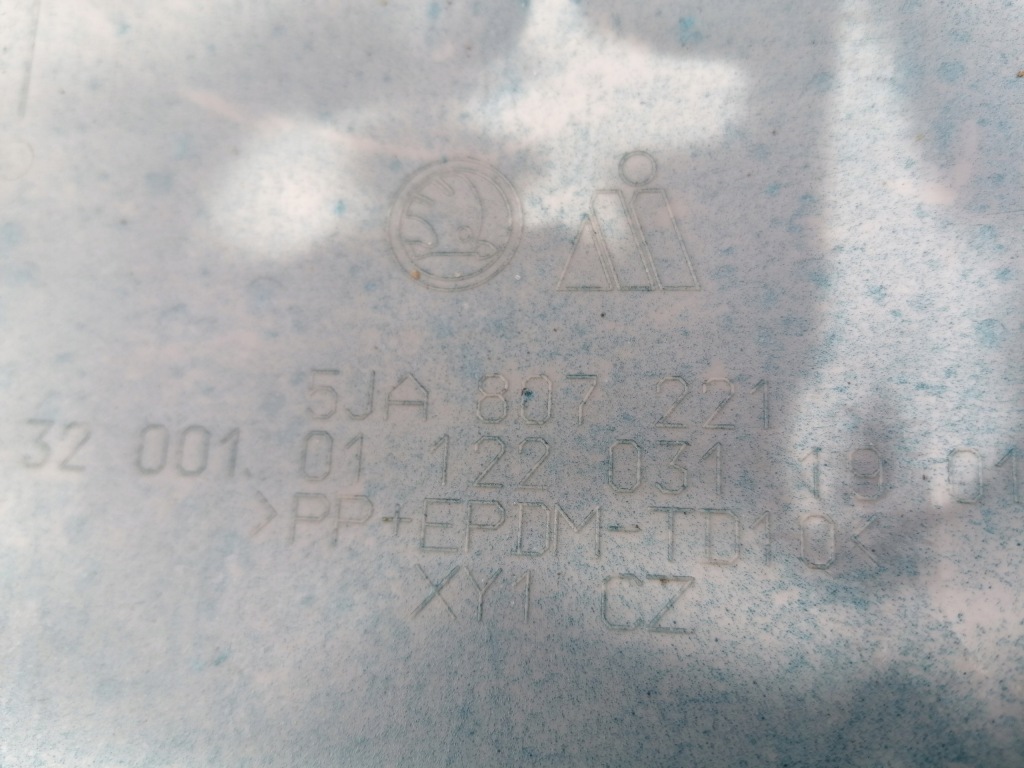 5JA 807 221
32 001. 01 122 031 19 01
>PP+EPDM-TD10<
XY1 CZ